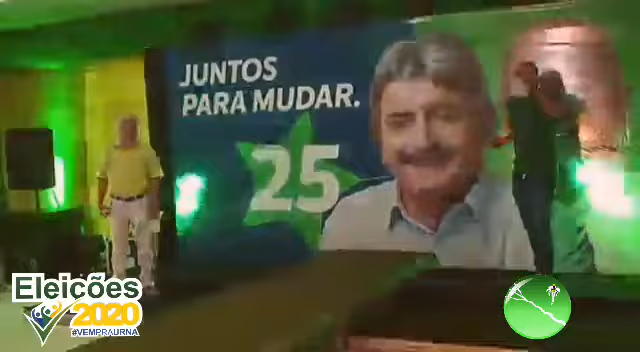 JUNTOS
PARA MUDAR.
25
Eleições
2020
#VEMPRAURNA